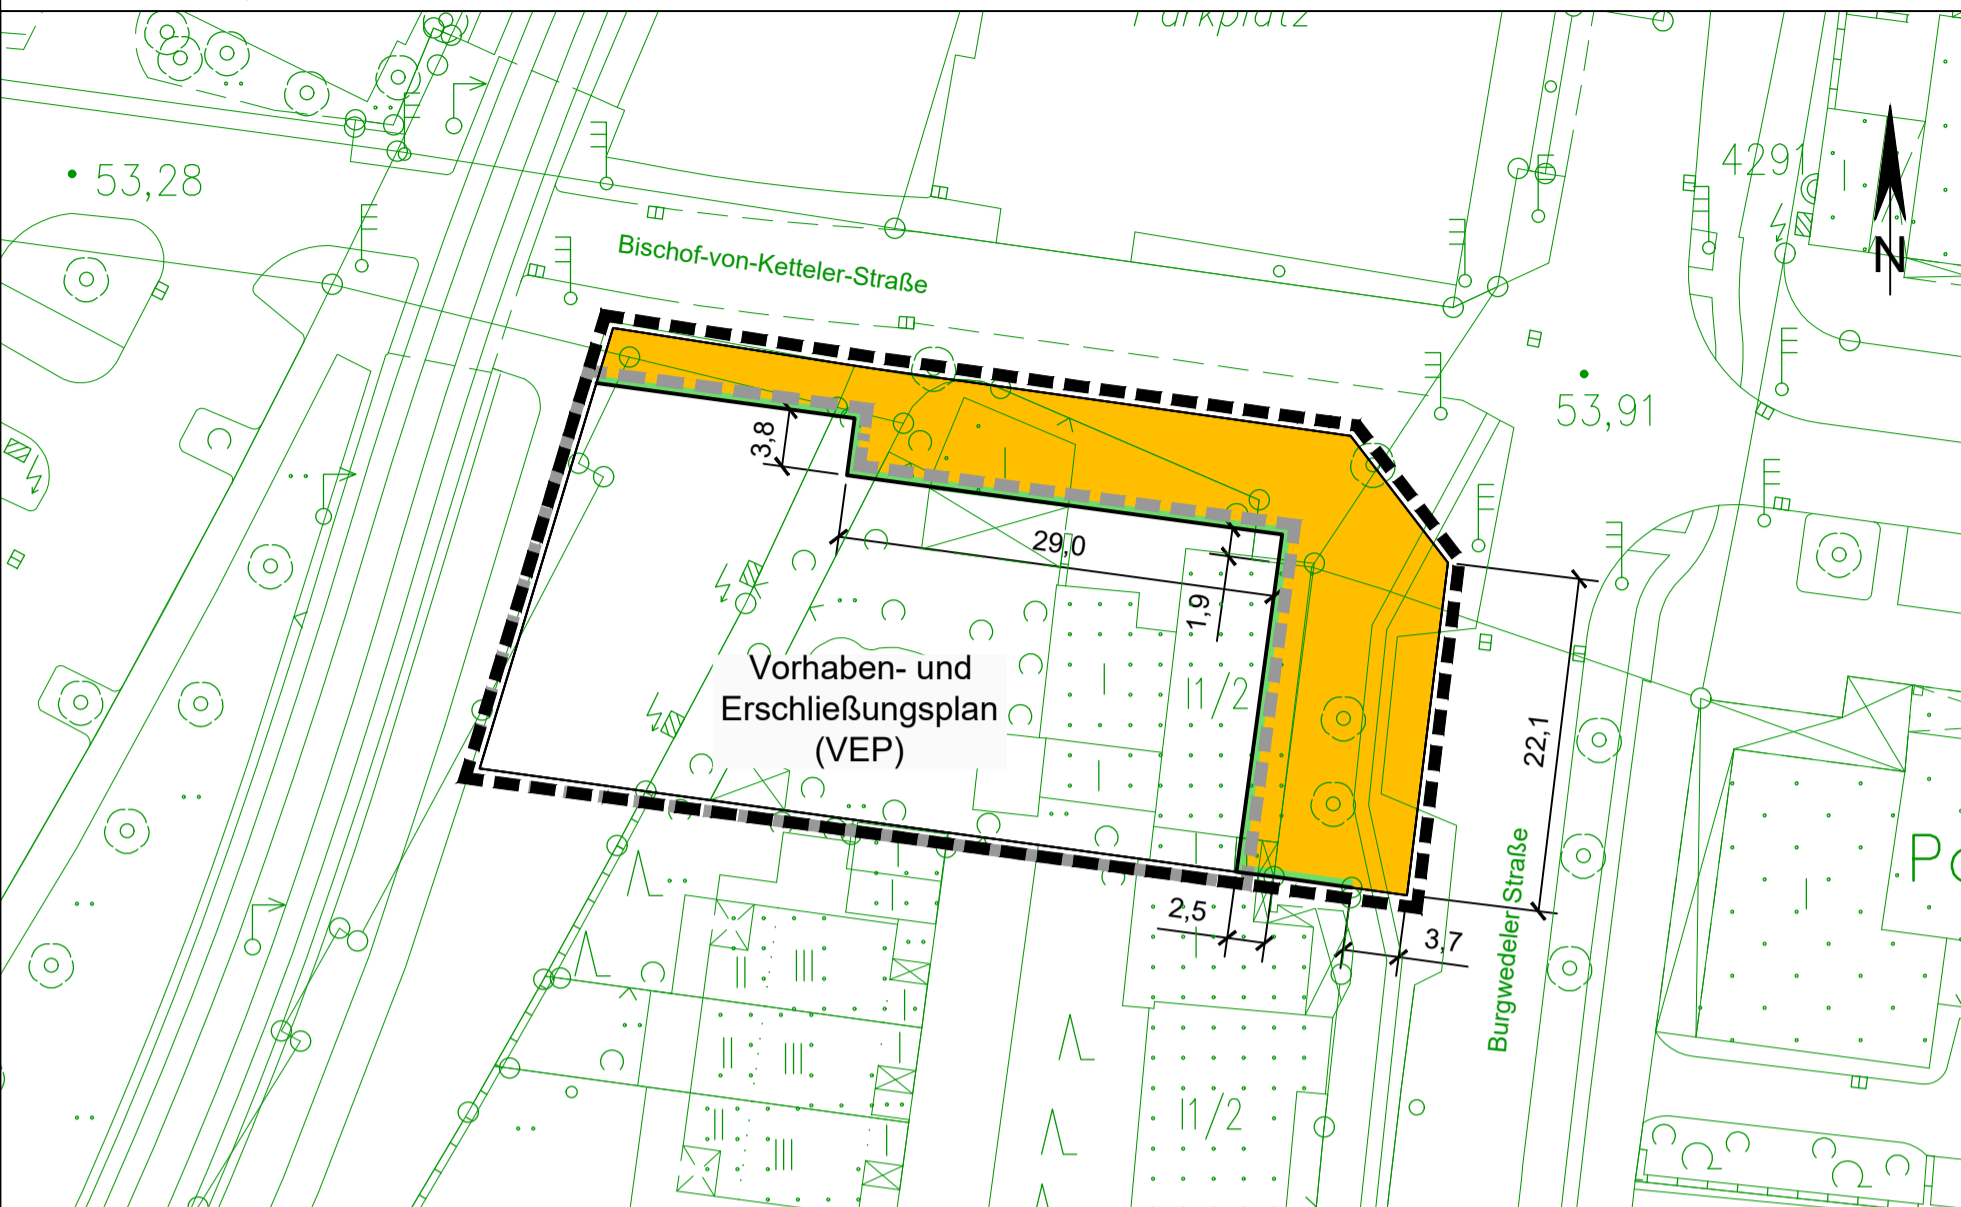 Parkplatz
53,28
4291
N
Bischof-von-Ketteler-Straße
53,91
3,8
29,0
1,9
Vorhaben- und
Erschließungsplan
(VEP)
I1/2
22,1
Burgwedeler Straße
2,5
3,7
I1/2